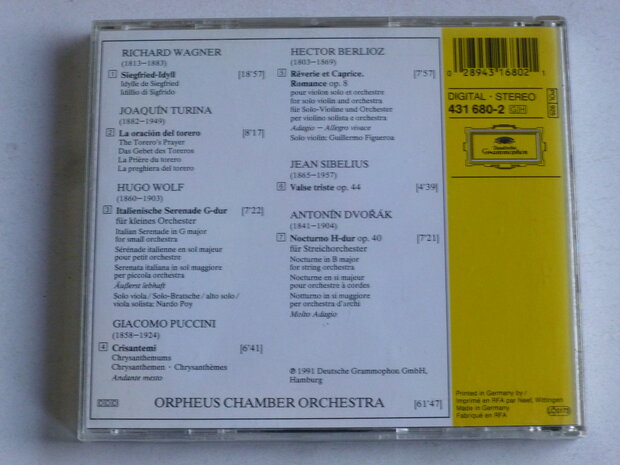 RICHARD WAGNER
(1813-1883)
1 Siegfried-Idyll [18'57]
Idylle de Siegfried
Idillio di Sigfrido
JOAQUÍN TURINA
(1882-1949)
2 La oración del torero [8'17]
The Torero's Prayer
Das Gebet des Toreros
La Prière du torero
La preghiera del torero
HUGO WOLF
(1860-1903)
3 Italienische Serenade G-dur [7'22]
für kleines Orchester
Italian Serenade in G major
for small orchestra
Sérénade italienne en sol majeur
pour petit orchestre
Serenata italiana in sol maggiore
per piccola orchestra
Äußerst lebhaft
Solo viola / Solo-Bratsche / alto solo /
viola solista: Nardo Poy
GIACOMO PUCCINI
(1858-1924)
4 Crisantemi [6'41]
Chrysanthemums
Chrysanthemen · Chrysanthèmes
Andante mesto
HECTOR BERLIOZ
(1803-1869)
5 Rêverie et Caprice. [7'57]
Romance op. 8
pour violon solo et orchestre
for solo violin and orchestra
für Solo-Violine und Orchester
per violino solista e orchestra
Adagio – Allegro vivace
Solo violin: Guillermo Figueroa
JEAN SIBELIUS
(1865-1957)
6 Valse triste op. 44 [4'39]
ANTONÍN DVOŘÁK
(1841-1904)
7 Nocturno H-dur op. 40 [7'21]
für Streichorchester
Nocturne in B major
for string orchestra
Nocturne en si majeur
pour orchestre à cordes
Notturno in si maggiore
per orchestra d'archi
Molto Adagio
℗ 1991 Deutsche Grammophon GmbH,
Hamburg
DDD ORPHEUS CHAMBER ORCHESTRA [61'47]
0 28943 16802 1
DIGITAL · STEREO
431 680-2 GH
Deutsche
Grammophon
Printed in Germany by /
Imprimé en RFA par Neef, Wittingen
Made in Germany
Fabriqué en RFA